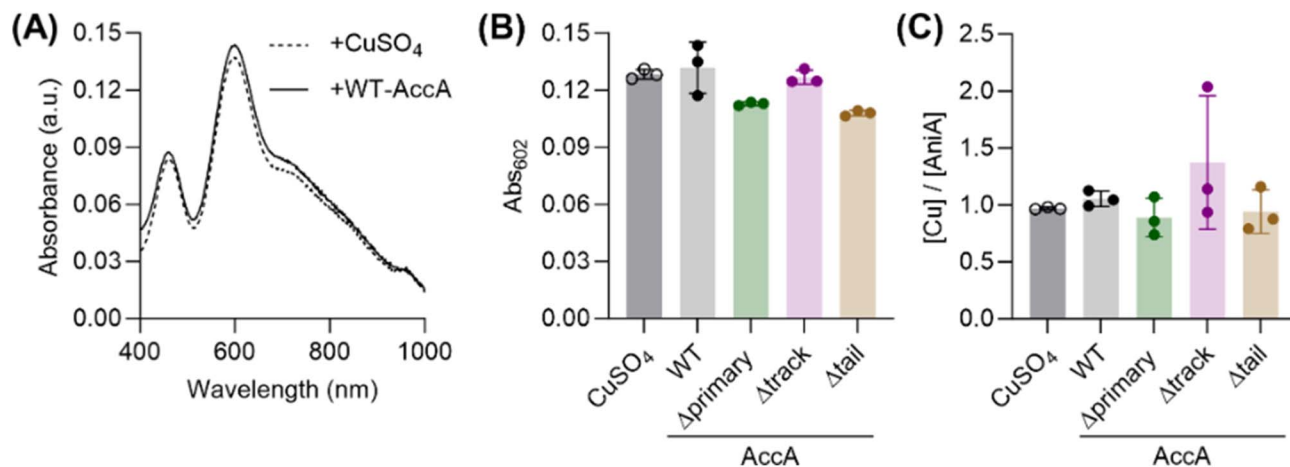 (A)
0.15
0.12
0.09
0.06
0.03
0.00
Absorbance (a.u.)
+CuSO₄
+WT-AccA
400 600 800 1000
Wavelength (nm)
(B)
0.15
0.12
0.09
0.06
0.03
0.00
Abs₆₀₂
CuSO₄
WT
Δprimary
Δtrack
Δtail
AccA
(C)
2.5
2.0
1.5
1.0
0.5
0.0
[Cu] / [AniA]
CuSO₄
WT
Δprimary
Δtrack
Δtail
AccA